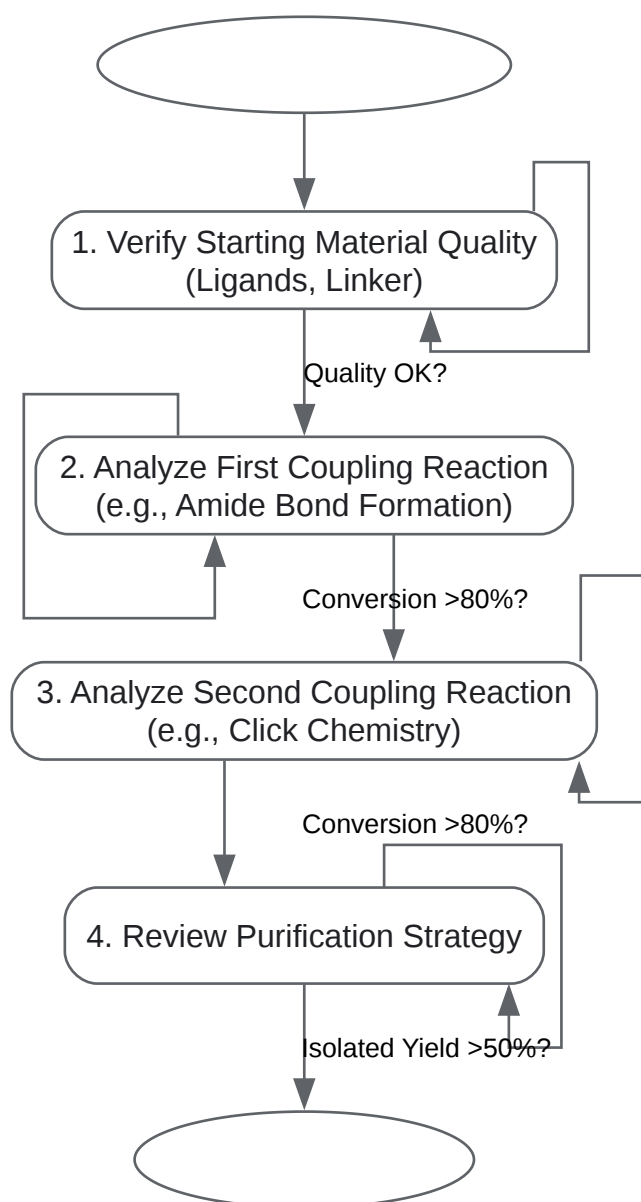 1. Verify Starting Material Quality
(Ligands, Linker)
Quality OK?
2. Analyze First Coupling Reaction
(e.g., Amide Bond Formation)
Conversion >80%?
3. Analyze Second Coupling Reaction
(e.g., Click Chemistry)
Conversion >80%?
4. Review Purification Strategy
Isolated Yield >50%?